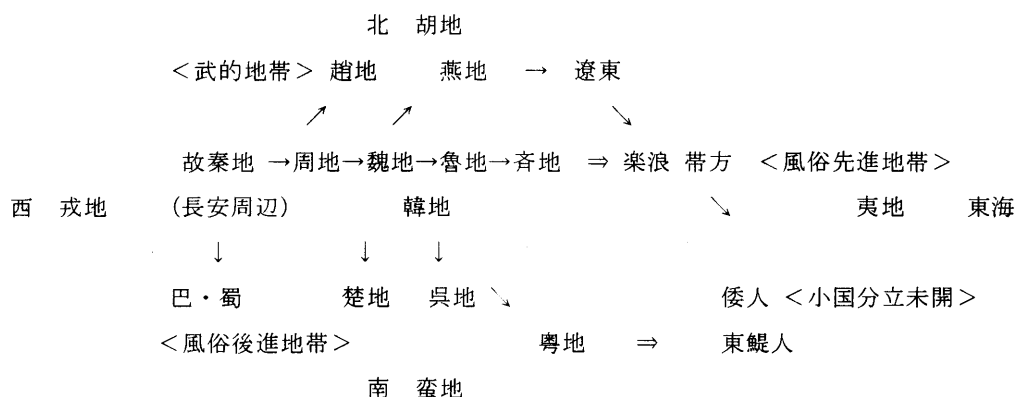 北　胡地
＜武的地帯＞ 趙地　燕地　→　遼東
↗　↗　↘
故秦地 →周地→魏地→魯地→斉地　⇒ 楽浪 帯方　＜風俗先進地帯＞
西　戎地　(長安周辺)　韓地　↘　夷地　東海
↓　↓　↓
巴・蜀　楚地　呉地 ↘　倭人 ＜小国分立未開＞
＜風俗後進地帯＞　粤地　⇒　東鯷人
南　蛮地